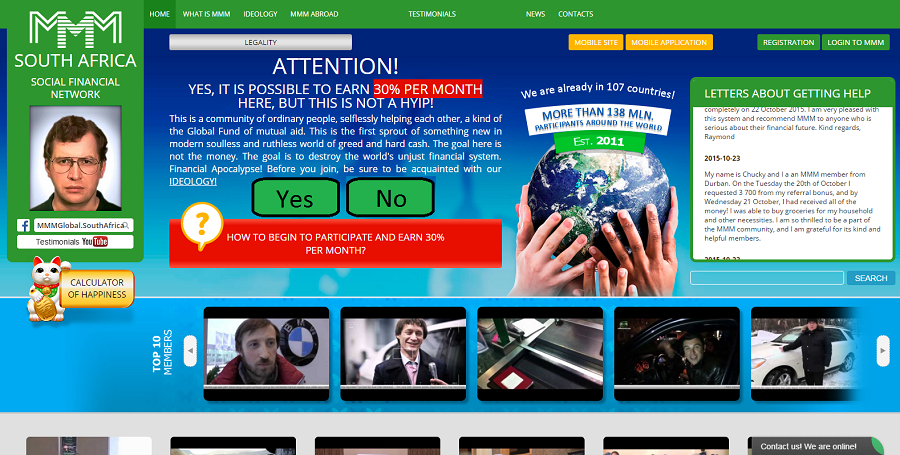 HOME
WHAT IS MMM
IDEOLOGY
MMM ABROAD
TESTIMONIALS
NEWS
CONTACTS
MMM
SOUTH AFRICA
SOCIAL FINANCIAL
NETWORK
MMMGlobal.SouthAfrica
Testimonials YouTube
CALCULATOR
OF HAPPINESS
LEGALITY
MOBILE SITE
MOBILE APPLICATION
REGISTRATION
LOGIN TO MMM
ATTENTION!
YES, IT IS POSSIBLE TO EARN 30% PER MONTH
HERE, BUT THIS IS NOT A HYIP!
This is a community of ordinary people, selflessly helping each other, a kind of
the Global Fund of mutual aid. This is the first sprout of something new in
modern soulless and ruthless world of greed and hard cash. The goal here is
not the money. The goal is to destroy the world's unjust financial system.
Financial Apocalypse! Before you join, be sure to be acquainted with our
IDEOLOGY!
Yes
No
?
HOW TO BEGIN TO PARTICIPATE AND EARN 30%
PER MONTH?
We are already in 107 countries!
MORE THAN 138 MLN.
PARTICIPANTS AROUND THE WORLD
EST. 2011
LETTERS ABOUT GETTING HELP
completely on 22 October 2015. I am very pleased with
this system and recommend MMM to anyone who is
serious about their financial future. Kind regards,
Raymond
2015-10-23
My name is Chucky and I a an MMM member from
Durban. On the Tuesday the 20th of October I
requested 3 700 from my referral bonus, and by
Wednesday 21 October, I had received all of the
money! I was able to buy groceries for my household
and other necessities. I am so thrilled to be a part of
the MMM community, and I am grateful for its kind and
helpful members.
2015-10-23
SEARCH
TOP 10
MEMBERS
Contact us! We are online!